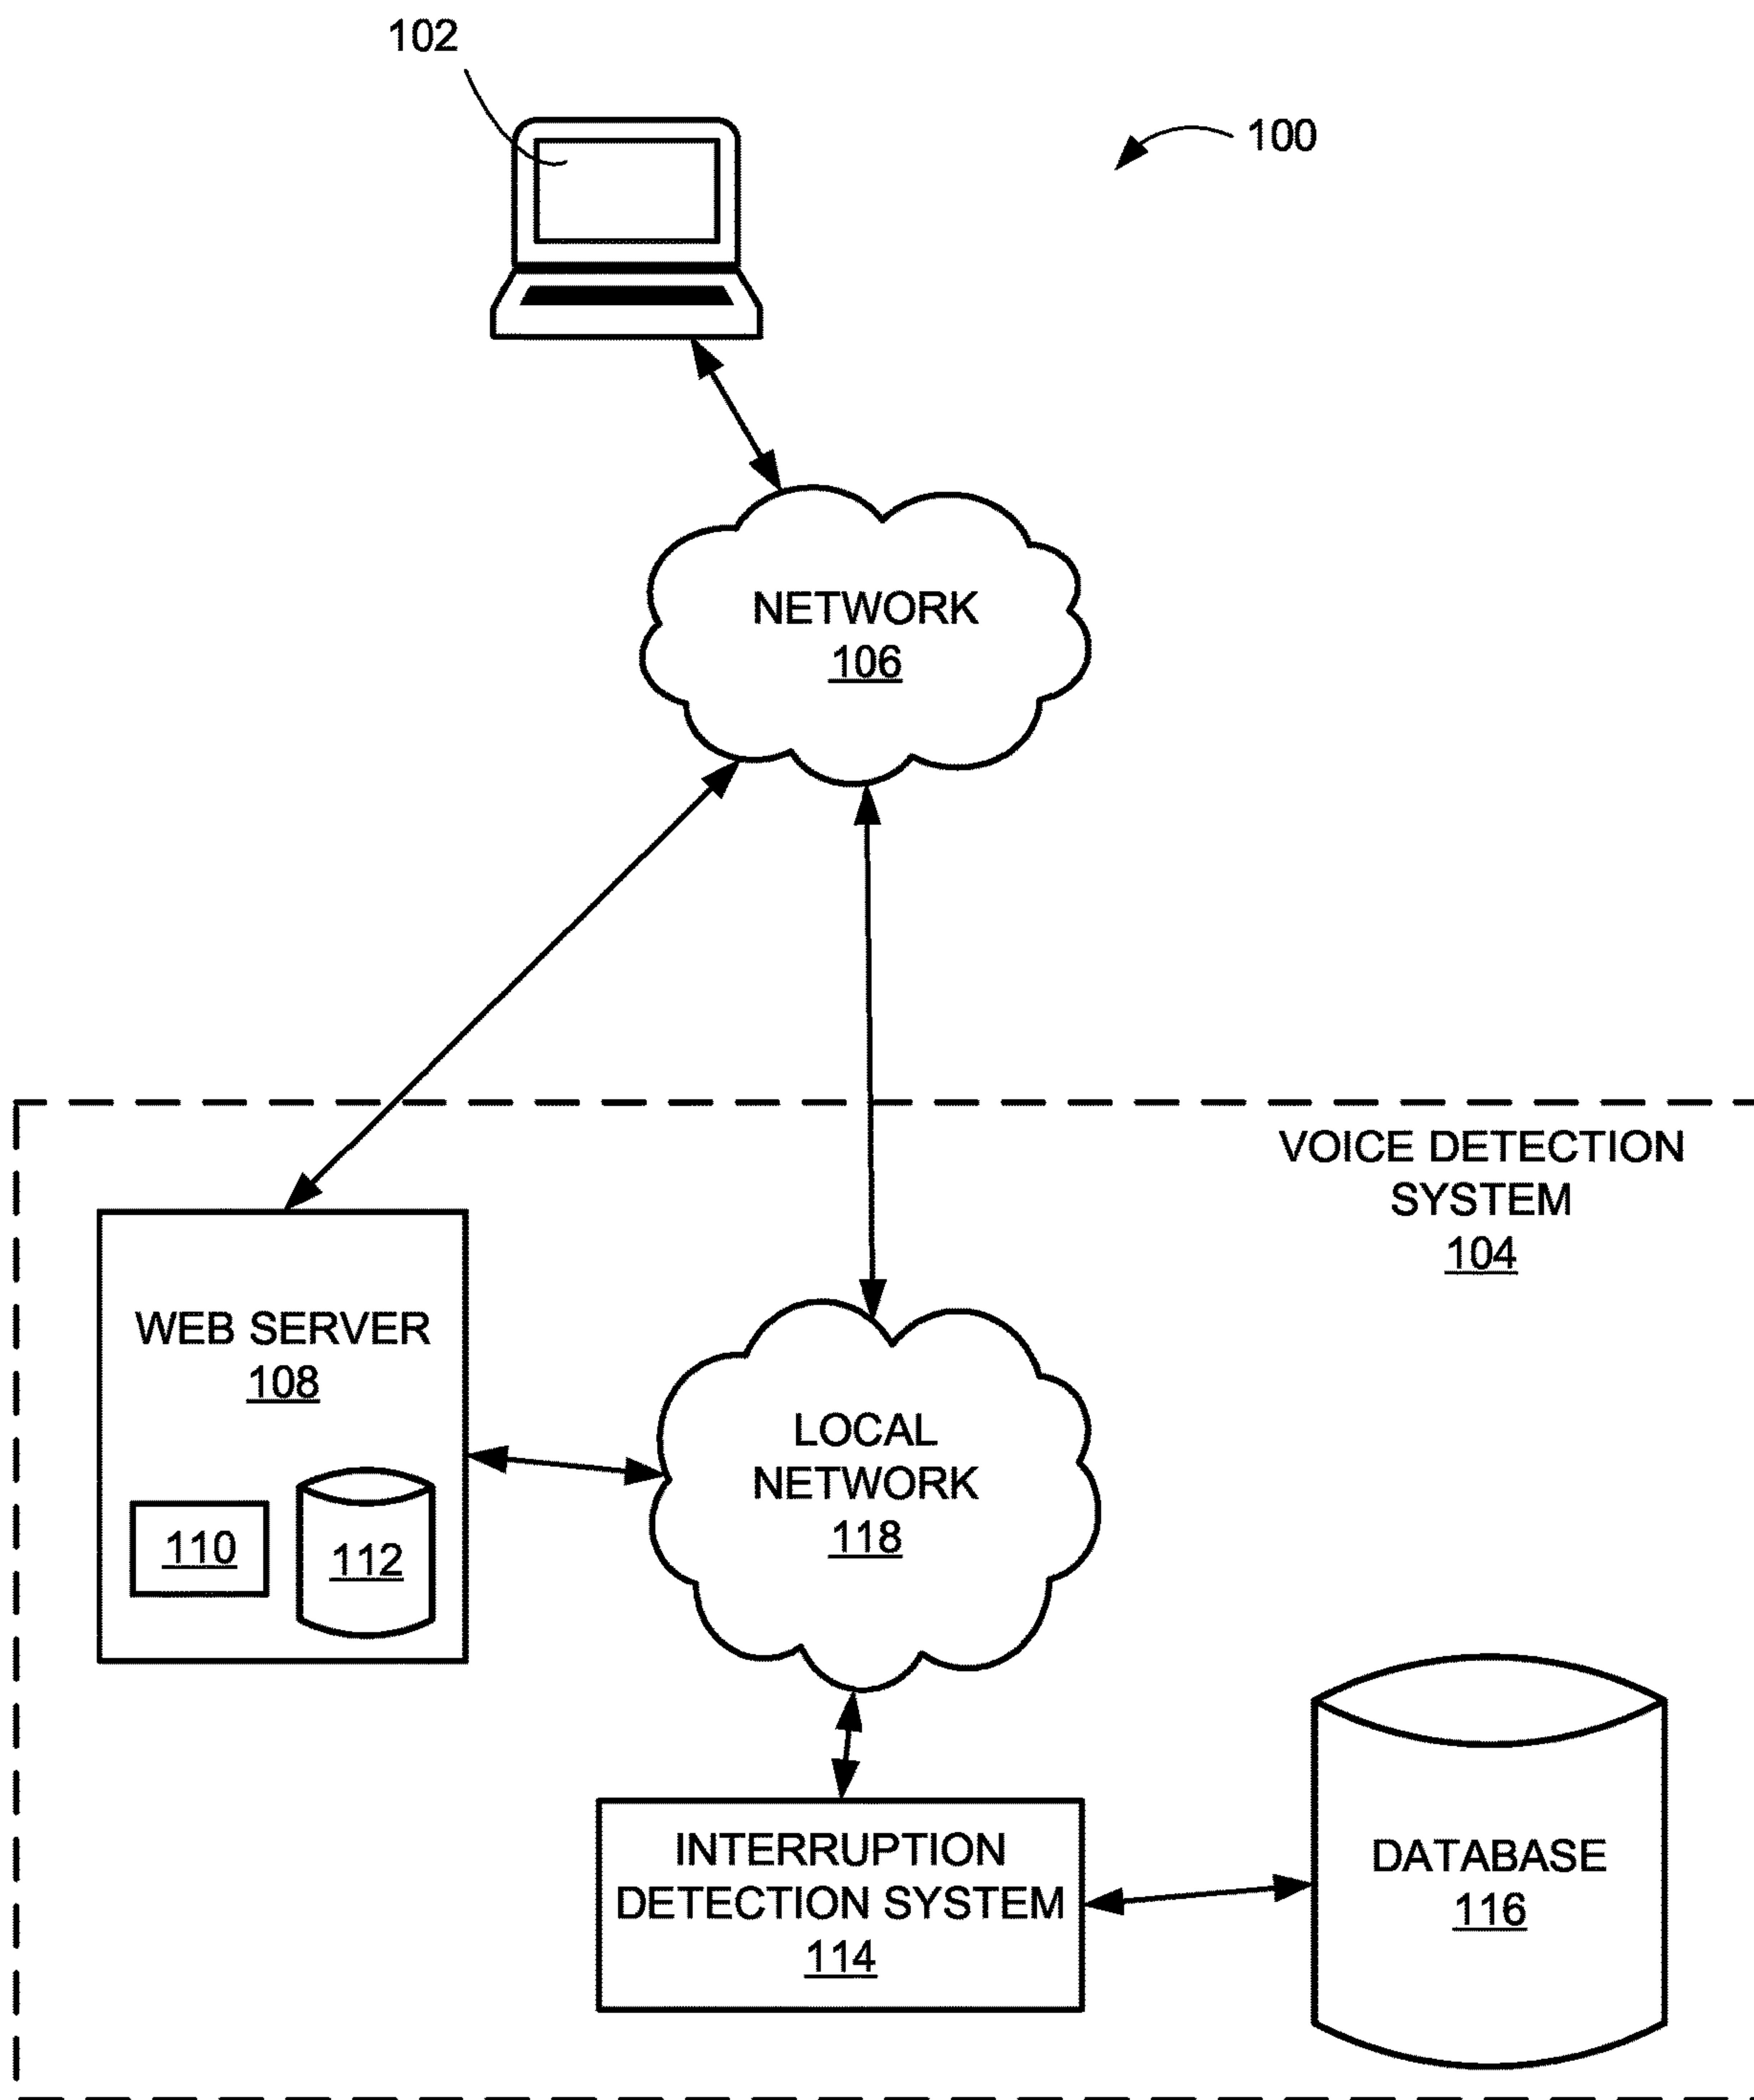 102
100
NETWORK
106
VOICE DETECTION
SYSTEM
104
WEB SERVER
108
110
112
LOCAL
NETWORK
118
INTERRUPTION
DETECTION SYSTEM
114
DATABASE
116